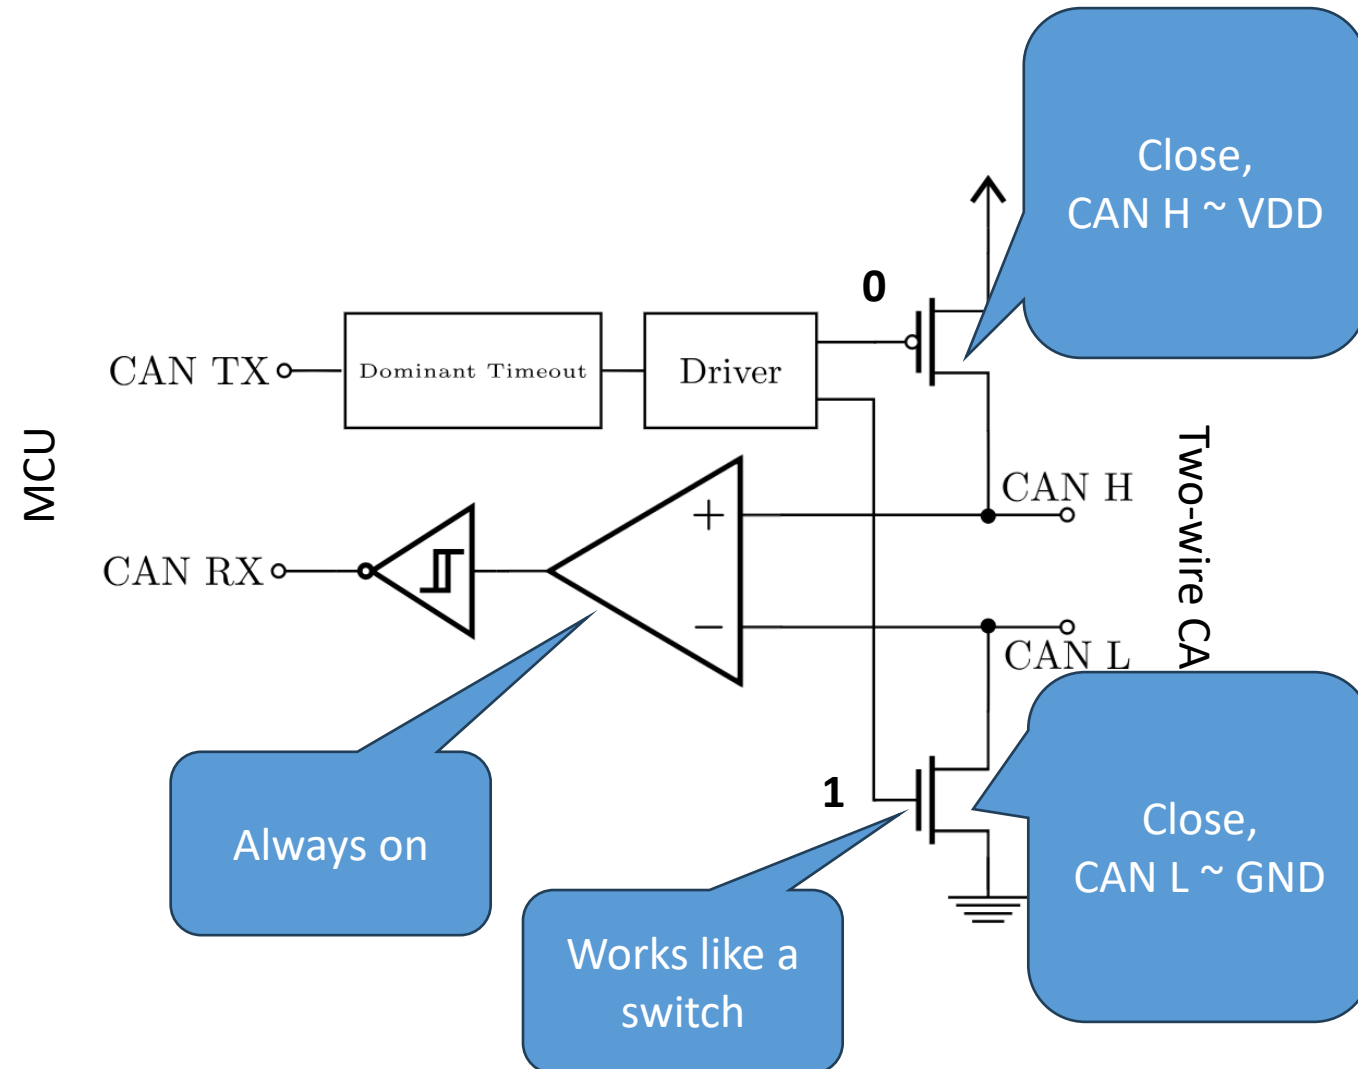 Close,
CAN H ~ VDD
0
CAN TX
Dominant Timeout
Driver
MCU
CAN H
Two-wire CA
+
CAN RX
−
CAN L
Always on
1
Close,
CAN L ~ GND
Works like a
switch